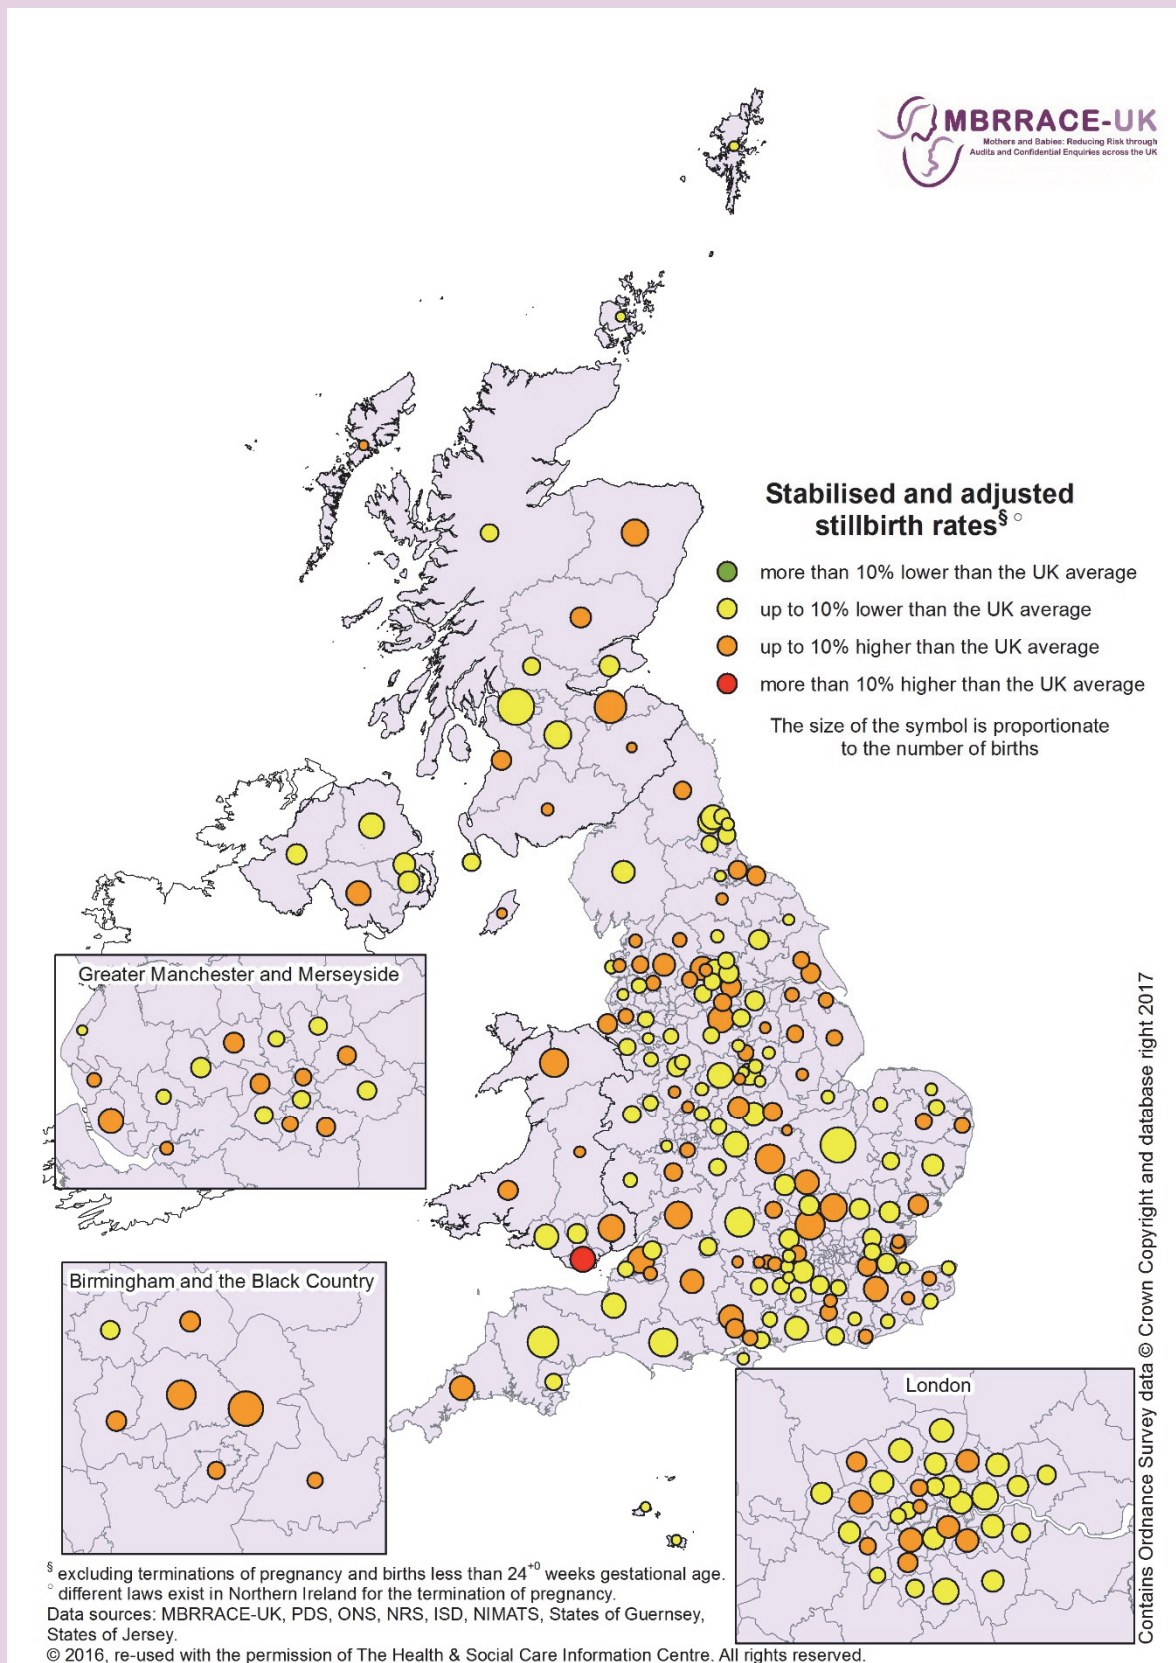 MBRRACE-UK
Mothers and Babies: Reducing Risk through
Audits and Confidential Enquiries across the UK
Stabilised and adjusted
stillbirth rates§ ○
more than 10% lower than the UK average
up to 10% lower than the UK average
up to 10% higher than the UK average
more than 10% higher than the UK average
The size of the symbol is proportionate
to the number of births
Greater Manchester and Merseyside
Birmingham and the Black Country
London
Contains Ordnance Survey data © Crown Copyright and database right 2017
§ excluding terminations of pregnancy and births less than 24+0 weeks gestational age.
○ different laws exist in Northern Ireland for the termination of pregnancy.
Data sources: MBRRACE-UK, PDS, ONS, NRS, ISD, NIMATS, States of Guernsey,
States of Jersey.
© 2016, re-used with the permission of The Health & Social Care Information Centre. All rights reserved.